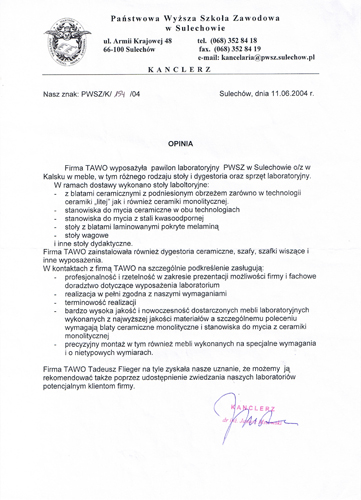 Państwowa Wyższa Szkoła Zawodowa
w Sulechowie
ul. Armii Krajowej 48
66-100 Sulechów
tel. (068) 352 84 18
fax. (068) 352 84 19
e-mail: kancelaria@pwsz.sulechow.pl
K A N C L E R Z
Nasz znak: PWSZ/K/ /04
Sulechów, dnia 11.06.2004 r.
OPINIA
Firma TAWO wyposażyła pawilon laboratoryjny PWSZ w Sulechowie o/z w
Kalsku w meble, w tym różnego rodzaju stoły i dygestoria oraz sprzęt laboratoryjny.
W ramach dostawy wykonano stoły laboltoryjne:
- z blatami ceramicznymi z podniesionym obrzeżem zarówno w technologii
ceramiki „litej” jak i również ceramiki monolitycznej.
- stanowiska do mycia ceramiczne w obu technologiach
- stanowiska do mycia z stali kwasoodpornej
- stoły z blatami laminowanymi pokryte melaminą
- stoły wagowe
i inne stoły dydaktyczne.
Firma TAWO zainstalowała również dygestoria ceramiczne, szafy, szafki wiszące i
inne wyposażenia.
W kontaktach z firmą TAWO na szczególnie podkreślenie zasługują:
- profesjonalność i rzetelność w zakresie prezentacji możliwości firmy i fachowe
doradztwo dotyczące wyposażenia laboratorium
- realizacja w pełni zgodna z naszymi wymaganiami
- terminowość realizacji
- bardzo wysoka jakość i nowoczesność dostarczonych mebli laboratoryjnych
wykonanych z najwyższej jakości materiałów a szczególnemu poleceniu
wymagają blaty ceramiczne monolityczne i stanowiska do mycia z ceramiki
monolitycznej
- precyzyjny montaż w tym również mebli wykonanych na specjalne wymagania
i o nietypowych wymiarach.
Firma TAWO Tadeusz Flieger na tyle zyskała nasze uznanie, że możemy ją
rekomendować także poprzez udostępnienie zwiedzania naszych laboratoriów
potencjalnym klientom firmy.
KANCLERZ